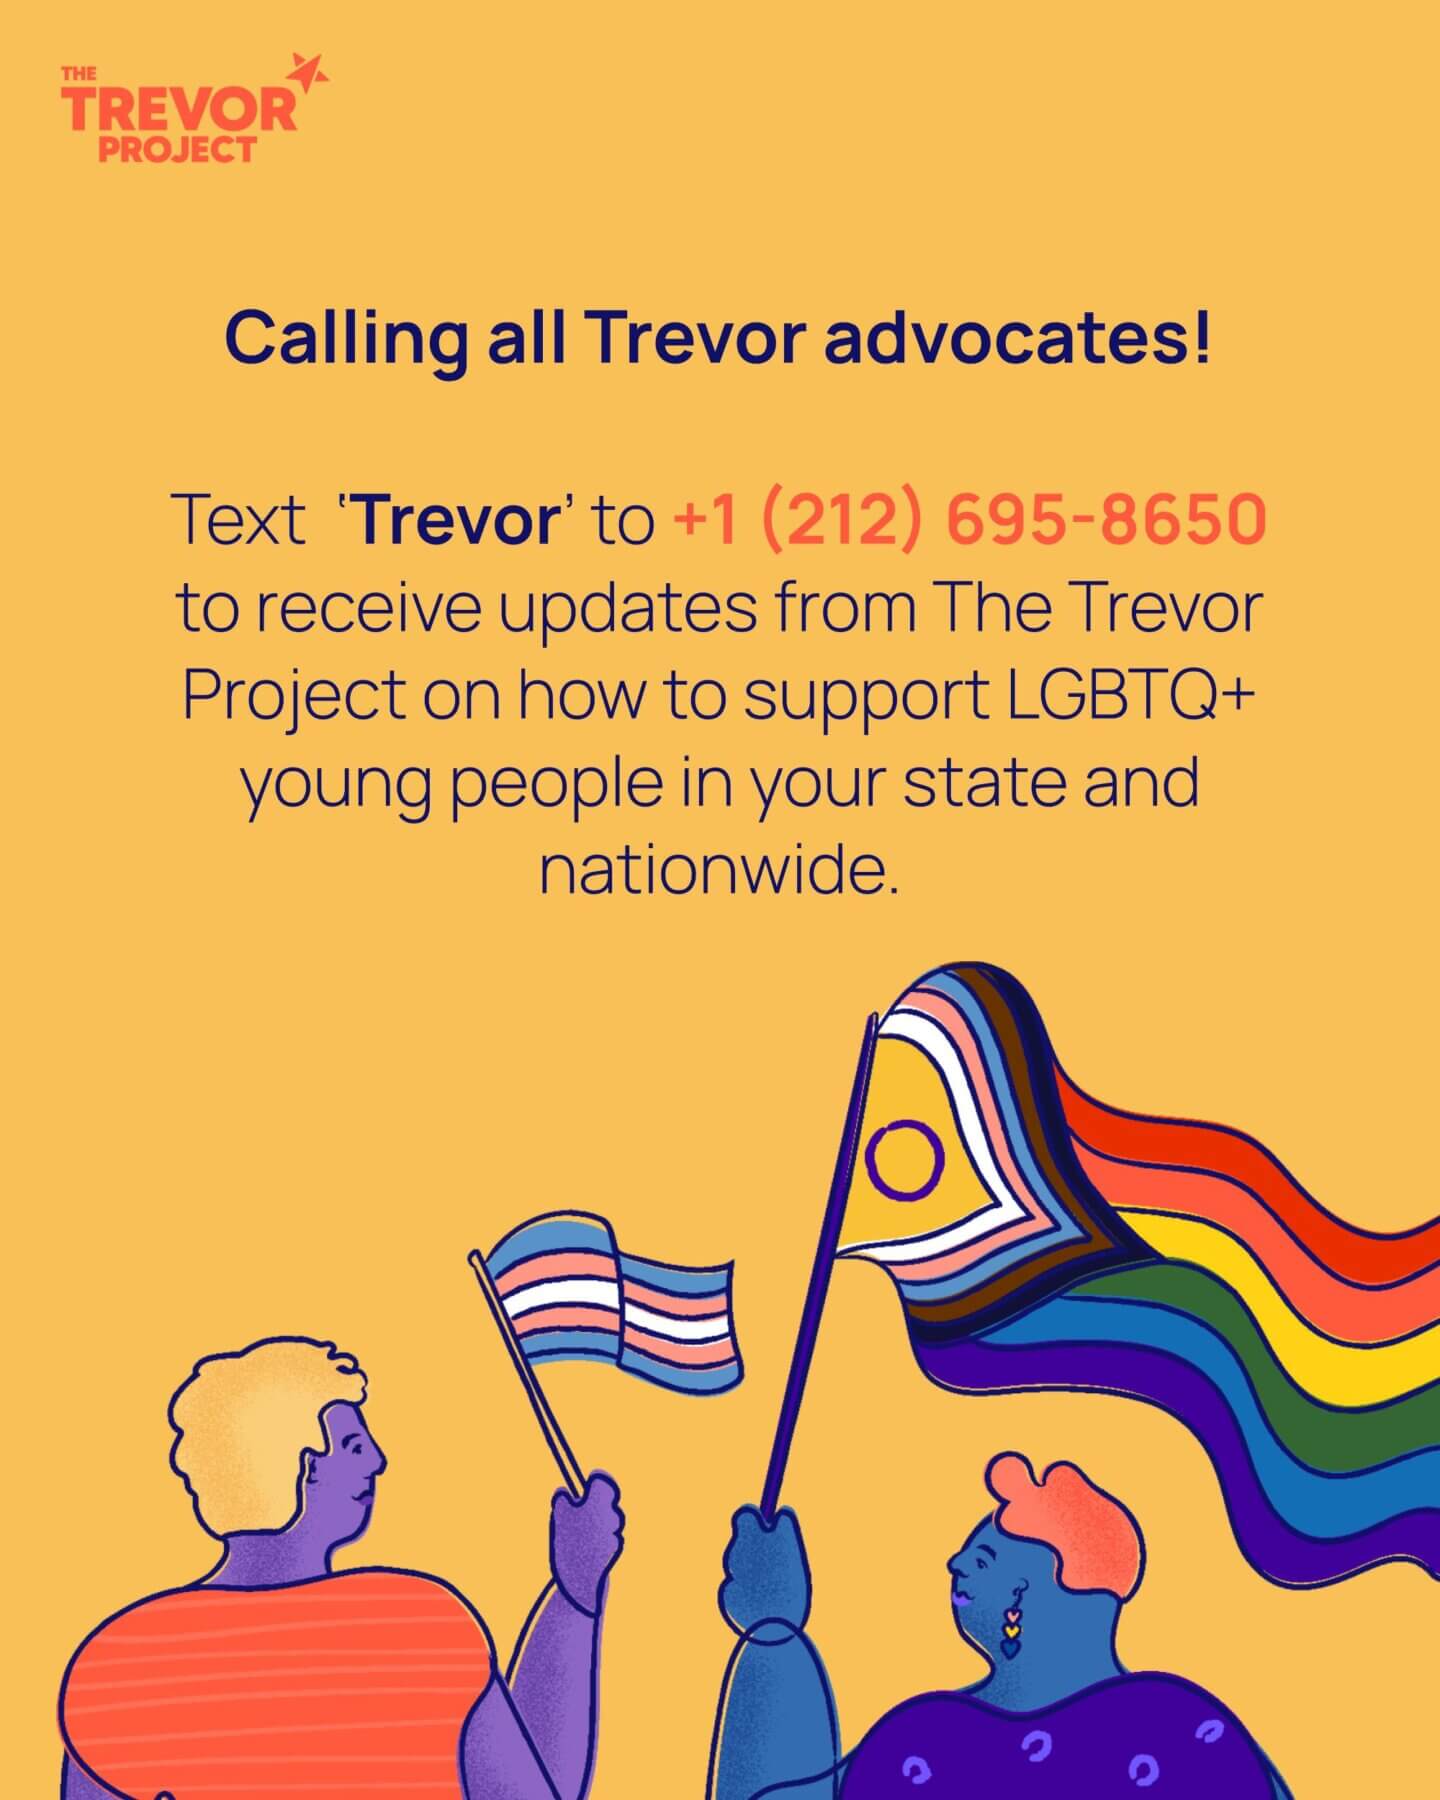 THE
TREVOR
PROJECT
Calling all Trevor advocates!
Text ‘Trevor’ to +1 (212) 695-8650
to receive updates from The Trevor
Project on how to support LGBTQ+
young people in your state and
nationwide.